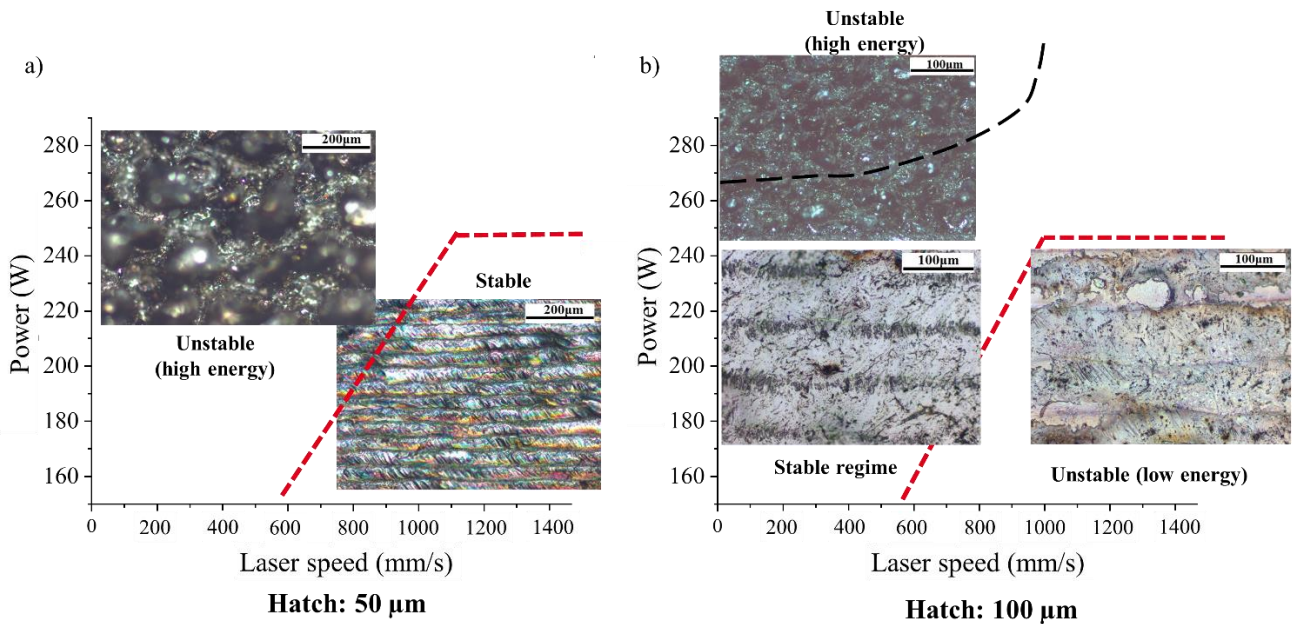 a)
280
260
240
220
200
180
160
Power (W)
200µm
Unstable
(high energy)
Stable
200µm
0
200
400
600
800
1000
1200
1400
Laser speed (mm/s)
Hatch: 50 µm
b)
Unstable
(high energy)
100µm
280
260
240
220
200
180
160
Power (W)
100µm
Stable regime
100µm
Unstable (low energy)
0
200
400
600
800
1000
1200
1400
Laser speed (mm/s)
Hatch: 100 µm